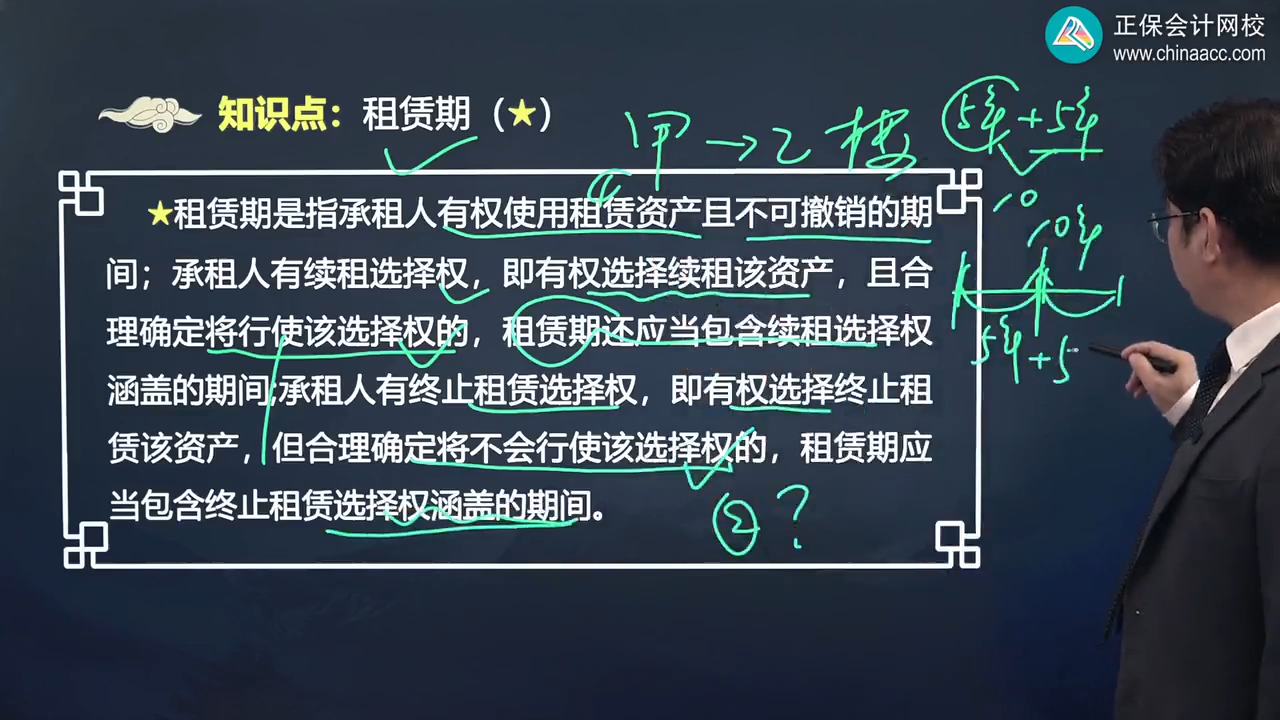 正保会计网校
www.chinaacc.com
知识点：租赁期（★）
甲→乙 楼
5年+5年
10
★租赁期是指承租人有权使用租赁资产且不可撤销的期
间；承租人有续租选择权，即有权选择续租该资产，且合
理确定将行使该选择权的，租赁期还应当包含续租选择权
涵盖的期间;承租人有终止租赁选择权，即有权选择终止租
赁该资产，但合理确定将不会行使该选择权的，租赁期应
当包含终止租赁选择权涵盖的期间。
10年
5年+5
② ？